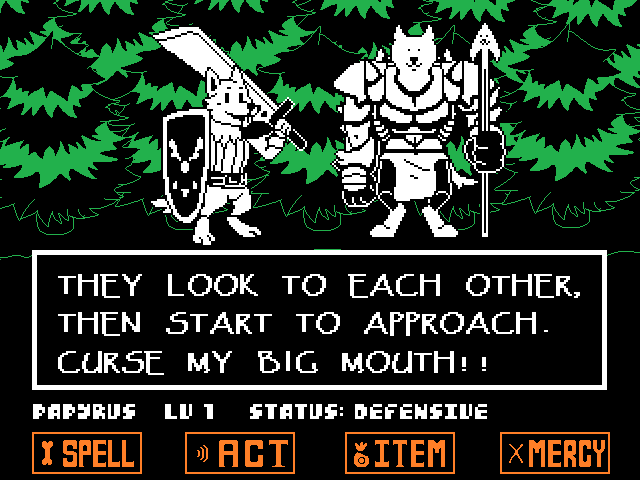 THEY LOOK TO EACH OTHER,
THEN START TO APPROACH.
CURSE MY BIG MOUTH!!
PAPYRUS LV 1 STATUS: DEFENSIVE
SPELL ACT ITEM MERCY